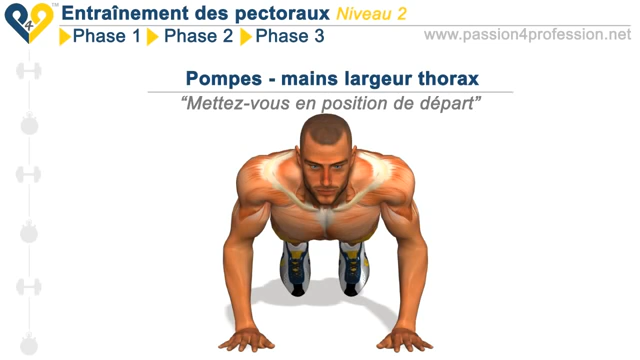 P4P™
Entraînement des pectoraux Niveau 2
Phase 1 Phase 2 Phase 3
www.passion4profession.net
Pompes - mains largeur thorax
“Mettez-vous en position de départ”